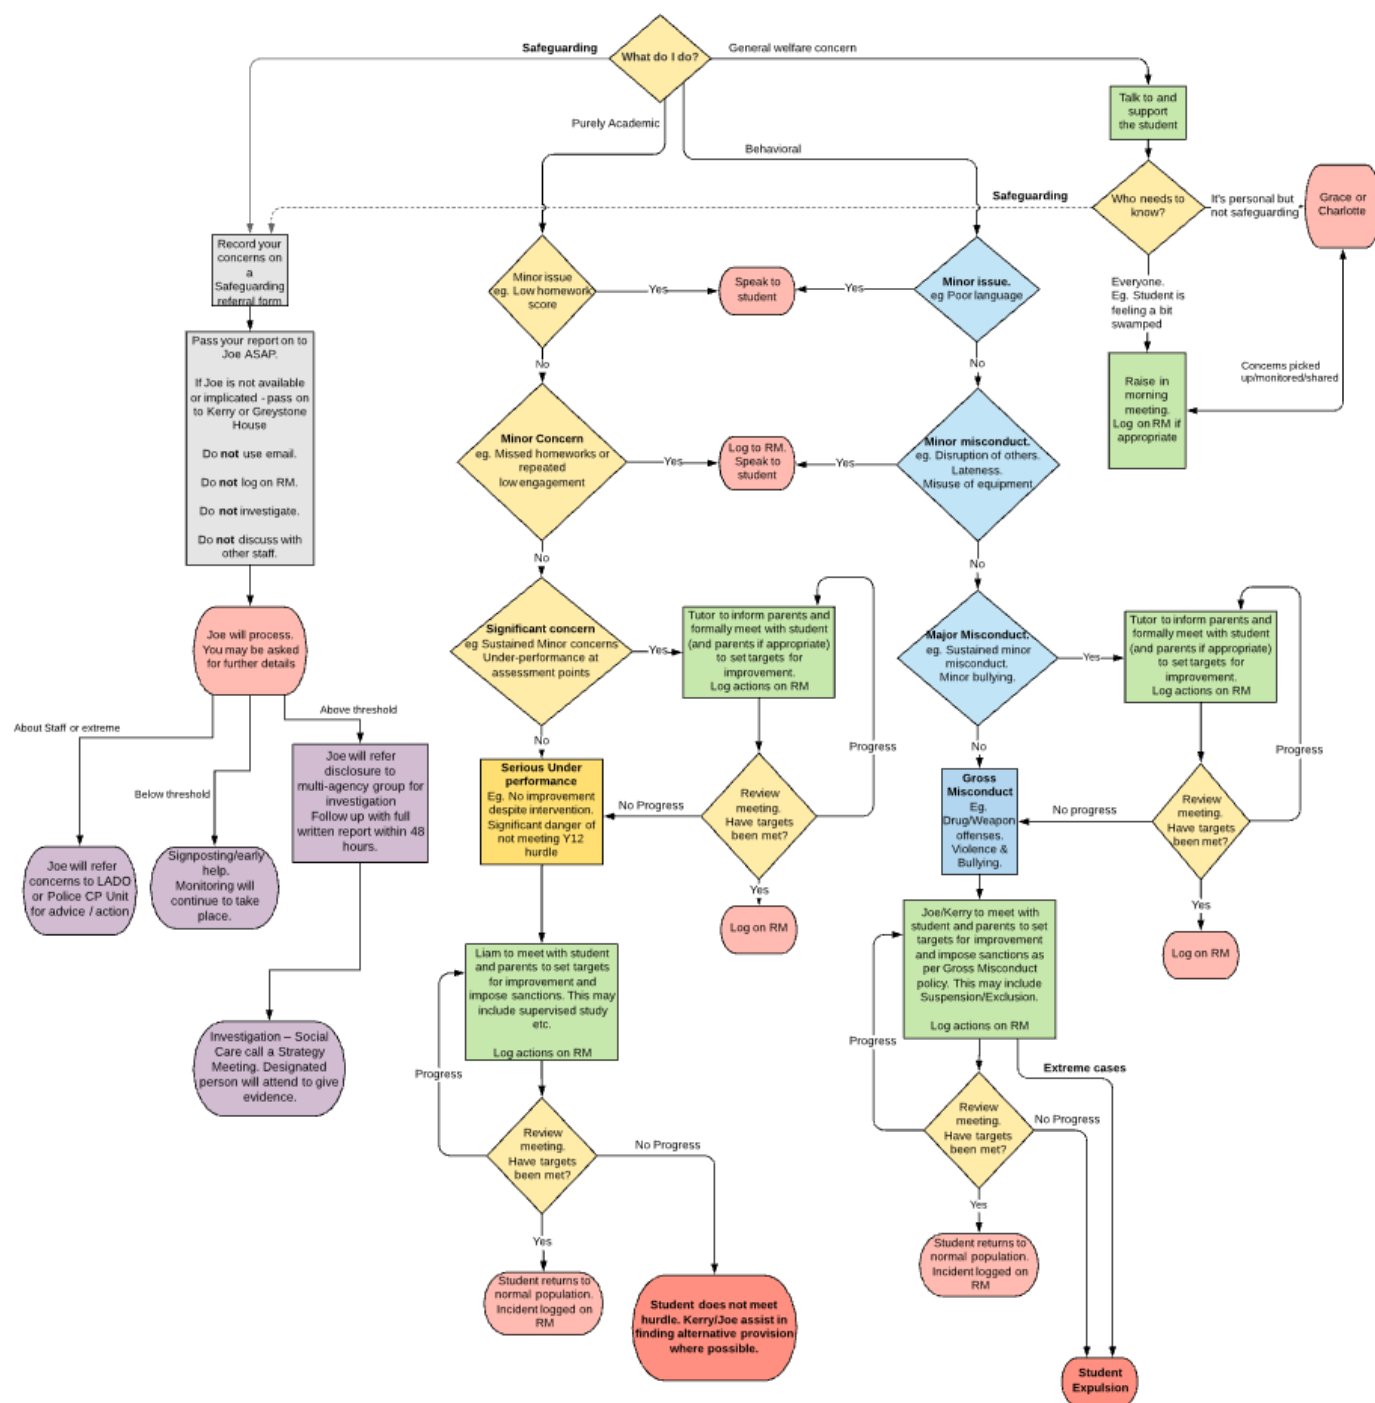 What do I do?
Safeguarding
General welfare concern
Purely Academic
Behavioral
Talk to and
support
the student
Safeguarding
Who needs to
know?
It's personal but
not safeguarding
Grace or
Charlotte
Everyone.
Eg. Student is
feeling a bit
swamped
Raise in
morning
meeting.
Log on RM if
appropriate
Concerns picked
up/monitored/shared
Record your
concerns on
a
Safeguarding
referral form
Pass your report on to
Joe ASAP.
If Joe is not available
or implicated - pass on
to Kerry or Greystone
House
Do not use email.
Do not log on RM.
Do not investigate.
Do not discuss with
other staff.
Joe will process.
You may be asked
for further details
About Staff or extreme
Below threshold
Above threshold
Joe will refer
concerns to LADO
or Police CP Unit
for advice / action
Signposting/early
help.
Monitoring will
continue to take
place.
Joe will refer
disclosure to
multi-agency group for
investigation
Follow up with full
written report within 48
hours.
Investigation – Social
Care call a Strategy
Meeting. Designated
person will attend to give
evidence.
Minor issue
eg. Low homework
score
Yes
Speak to
student
Yes
Minor issue.
eg Poor language
No
No
Minor Concern
eg. Missed homeworks or
repeated
low engagement
Yes
Log to RM.
Speak to
student
Yes
Minor misconduct.
eg. Disruption of others.
Lateness.
Misuse of equipment
No
No
Significant concern
eg Sustained Minor concerns
Under-performance at
assessment points
Yes
Tutor to inform parents and
formally meet with student
(and parents if appropriate)
to set targets for
improvement.
Log actions on RM
Progress
Major Misconduct.
eg. Sustained minor
misconduct.
Minor bullying.
Yes
Tutor to inform parents and
formally meet with student
(and parents if appropriate)
to set targets for
improvement.
Log actions on RM
Progress
No
No
Serious Under
performance
Eg. No improvement
despite intervention.
Significant danger of
not meeting Y12
hurdle
No Progress
Review
meeting.
Have targets
been met?
Yes
Log on RM
Gross
Misconduct
Eg.
Drug/Weapon
offenses.
Violence &
Bullying.
No progress
Review
meeting.
Have targets
been met?
Yes
Log on RM
Liam to meet with student
and parents to set targets
for improvement and
impose sanctions. This may
include supervised study
etc.
Log actions on RM
Progress
Review
meeting.
Have targets
been met?
No Progress
Yes
Student returns to
normal population.
Incident logged on
RM
Student does not meet
hurdle. Kerry/Joe assist in
finding alternative provision
where possible.
Joe/Kerry to meet with
student and parents to set
targets for improvement
and impose sanctions as
per Gross Misconduct
policy. This may include
Suspension/Exclusion.
Log actions on RM
Progress
Extreme cases
Review
meeting.
Have targets
been met?
No Progress
Yes
Student returns to
normal population.
Incident logged on
RM
Student
Expulsion